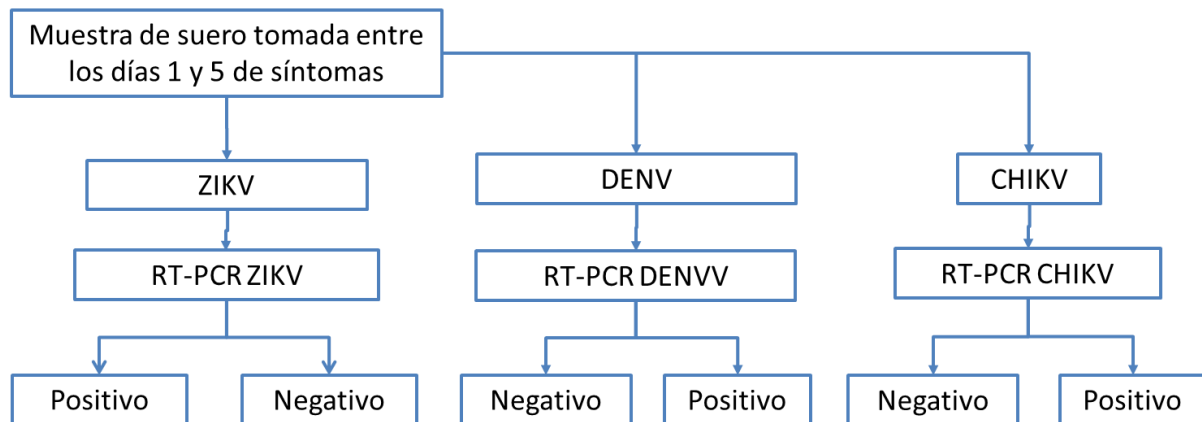 Muestra de suero tomada entre
los días 1 y 5 de síntomas
ZIKV
DENV
CHIKV
RT-PCR ZIKV
RT-PCR DENVV
RT-PCR CHIKV
Positivo
Negativo
Negativo
Positivo
Negativo
Positivo